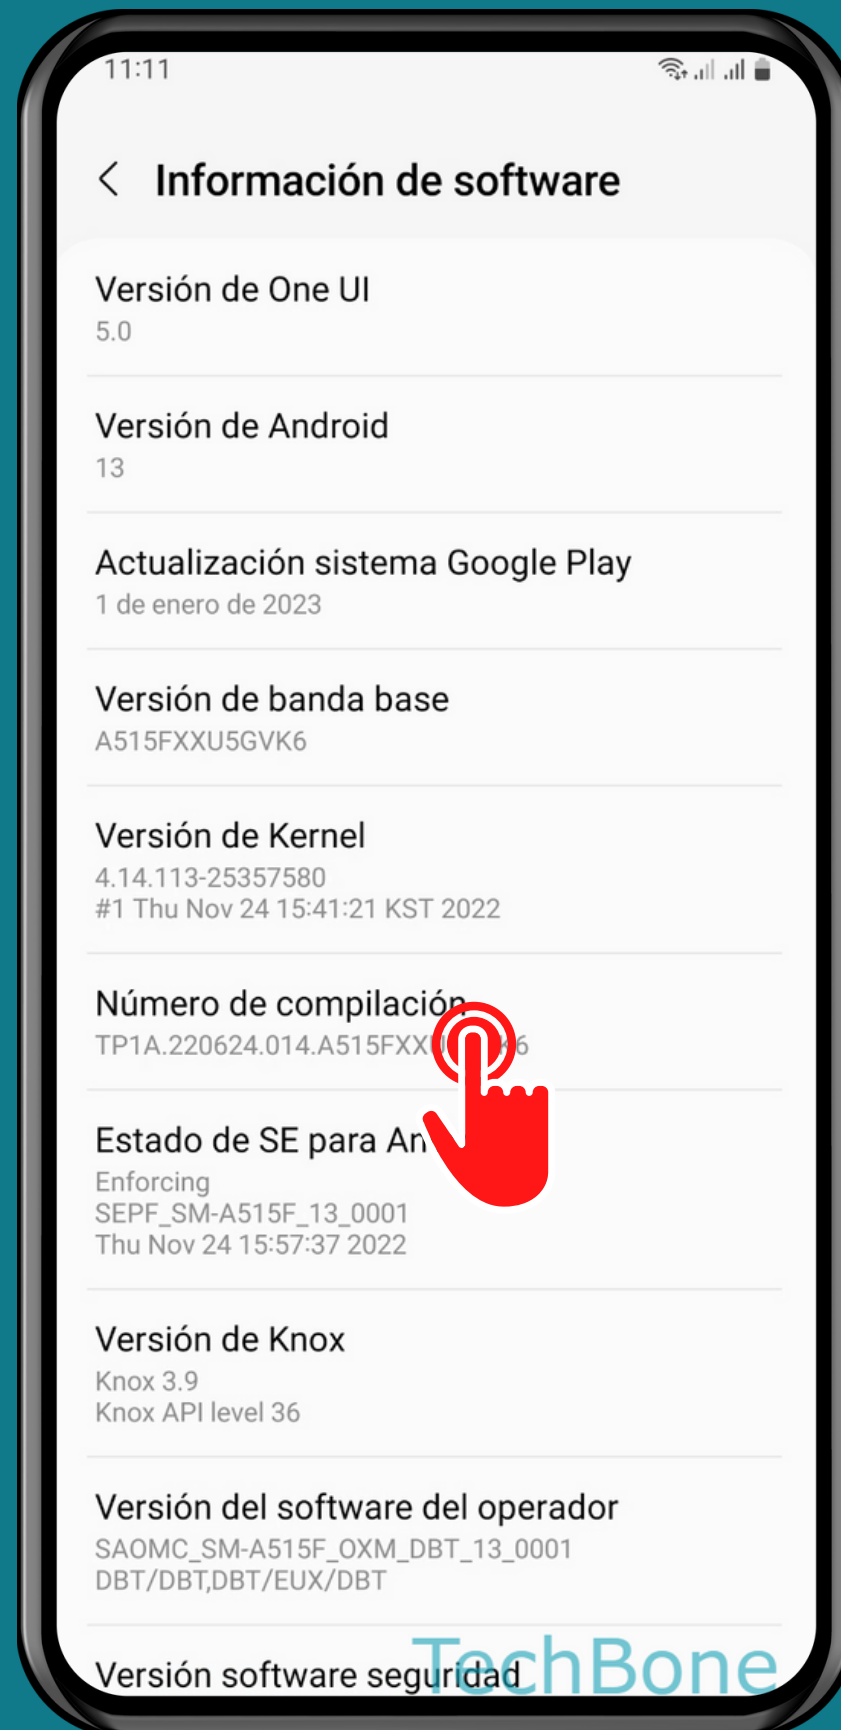 11:11
Información de software
Versión de One UI
5.0
Versión de Android
13
Actualización sistema Google Play
1 de enero de 2023
Versión de banda base
A515FXXU5GVK6
Versión de Kernel
4.14.113-25357580
#1 Thu Nov 24 15:41:21 KST 2022
Número de compilación
Estado de SE para
Enforcing
SEPF_SM-A515F_13_0001
Thu Nov 24 15:57:37 2022
Versión de Knox
Knox 3.9
Knox API level 36
Versión del software del operador
SAOMC_SM-A515F_OXM_DBT_13_0001
DBT/DBT,DBT/EUX/DBT
Versión software seguridad
TechBone